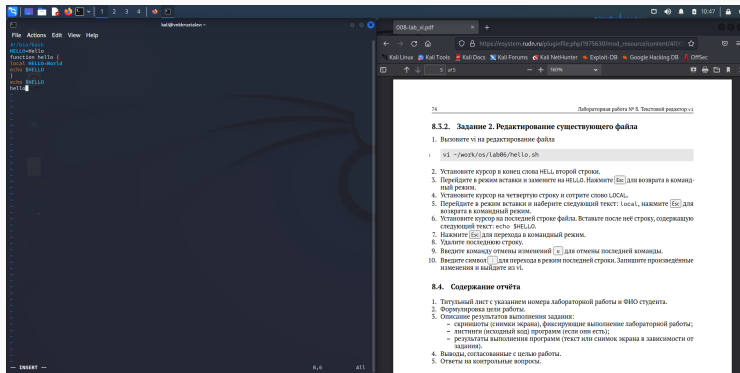 1 2 3 4
10:47
kali@vmkhrustalev: ~
File Actions Edit View Help
#!/bin/bash
HELLO=Hello
function hello {
local HELLO=World
echo $HELLO
}
echo $HELLO
hello
-- INSERT --
8,6
All
008-lab_vi.pdf
Kali Linux Kali Tools Kali Docs Kali Forums Kali NetHunter Exploit-DB Google Hacking DB OffSec
5 of 5
160%
74 Лабораторная работа № 8. Текстовой редактор vi
8.3.2. Задание 2. Редактирование существующего файла
1. Вызовите vi на редактирование файла
1 vi ~/work/os/lab06/hello.sh
2. Установите курсор в конец слова HELL второй строки.
3. Перейдите в режим вставки и замените на HELLO. Нажмите Esc для возврата в команд-
ный режим.
4. Установите курсор на четвертую строку и сотрите слово LOCAL.
5. Перейдите в режим вставки и наберите следующий текст: local, нажмите Esc для
возврата в командный режим.
6. Установите курсор на последней строке файла. Вставьте после неё строку, содержащую
следующий текст: echo $HELLO.
7. Нажмите Esc для перехода в командный режим.
8. Удалите последнюю строку.
9. Введите команду отмены изменений u для отмены последней команды.
10. Введите символ : для перехода в режим последней строки. Запишите произведённые
изменения и выйдите из vi.
8.4. Содержание отчёта
1. Титульный лист с указанием номера лабораторной работы и ФИО студента.
2. Формулировка цели работы.
3. Описание результатов выполнения задания:
– скриншоты (снимки экрана), фиксирующие выполнение лабораторной работы;
– листинги (исходный код) программ (если они есть);
– результаты выполнения программ (текст или снимок экрана в зависимости от
задания).
4. Выводы, согласованные с целью работы.
5. Ответы на контрольные вопросы.